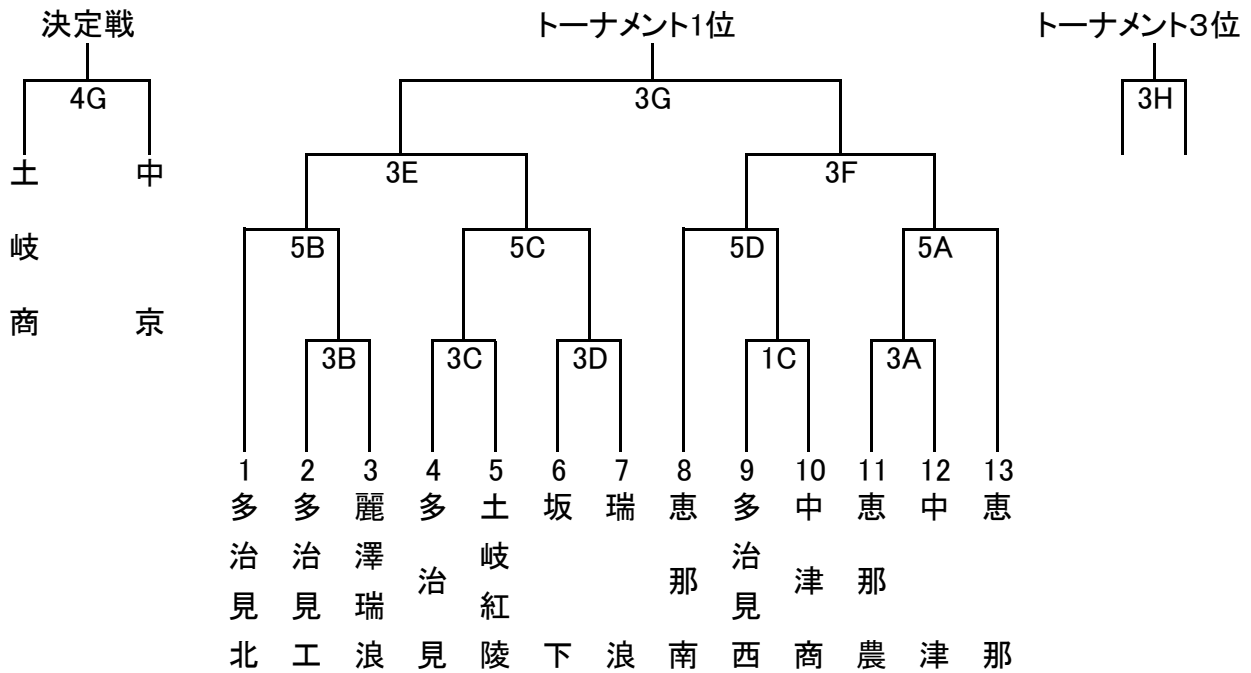 決定戦
トーナメント1位
トーナメント3位
4G
3G
3H
3E
3F
5B
5C
5D
5A
3B
3C
3D
1C
3A
土岐商
中京
1 多治見北
2 多治見工
3 麗澤瑞浪
4 多治見
5 土岐紅陵
6 坂下
7 瑞浪
8 恵那南
9 多治見西
10 中津商
11 恵那農
12 中津
13 恵那